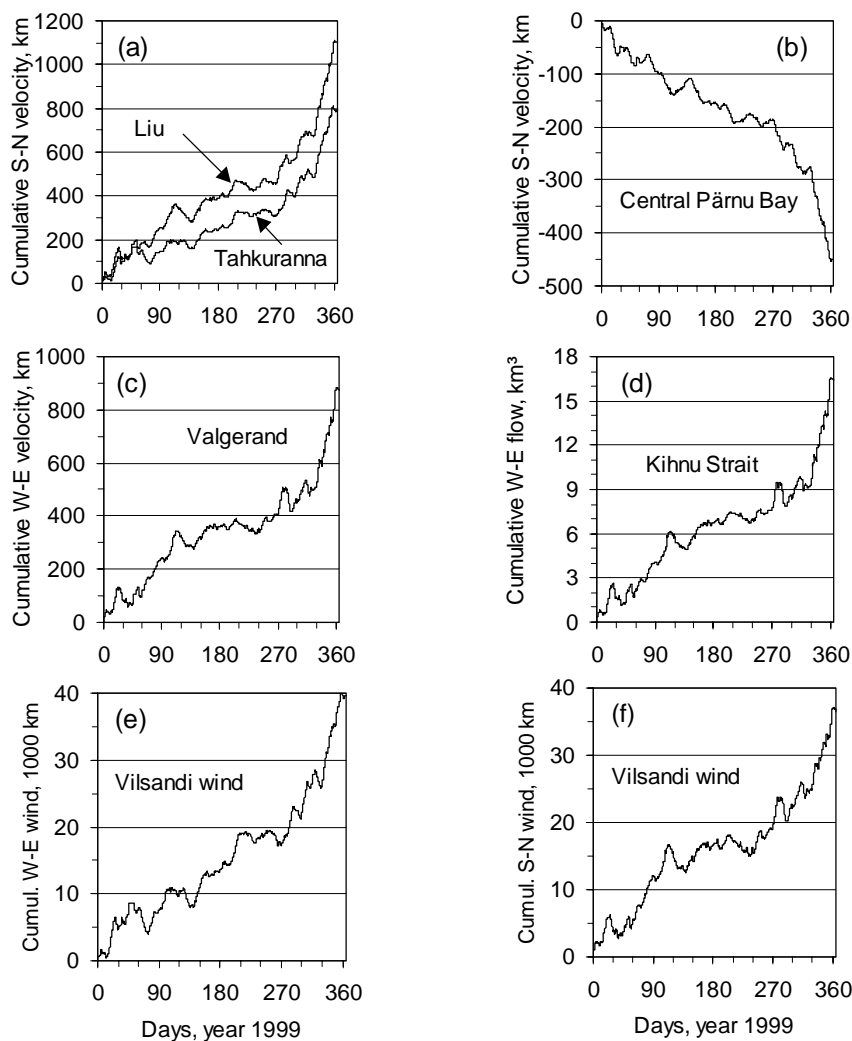 (a)
Cumulative S-N velocity, km
1200
1000
800
600
400
200
0
Liu
Tahkuranna
0 90 180 270 360
(b)
Cumulative S-N velocity, km
0
-100
-200
-300
-400
-500
Central Pärnu Bay
0 90 180 270 360
(c)
Cumulative W-E velocity, km
1000
800
600
400
200
0
Valgerand
0 90 180 270 360
(d)
Cumulative W-E flow, km³
18
15
12
9
6
3
0
Kihnu Strait
0 90 180 270 360
(e)
Cumul. W-E wind, 1000 km
40
30
20
10
0
Vilsandi wind
0 90 180 270 360
Days, year 1999
(f)
Cumul. S-N wind, 1000 km
40
30
20
10
0
Vilsandi wind
0 90 180 270 360
Days, year 1999